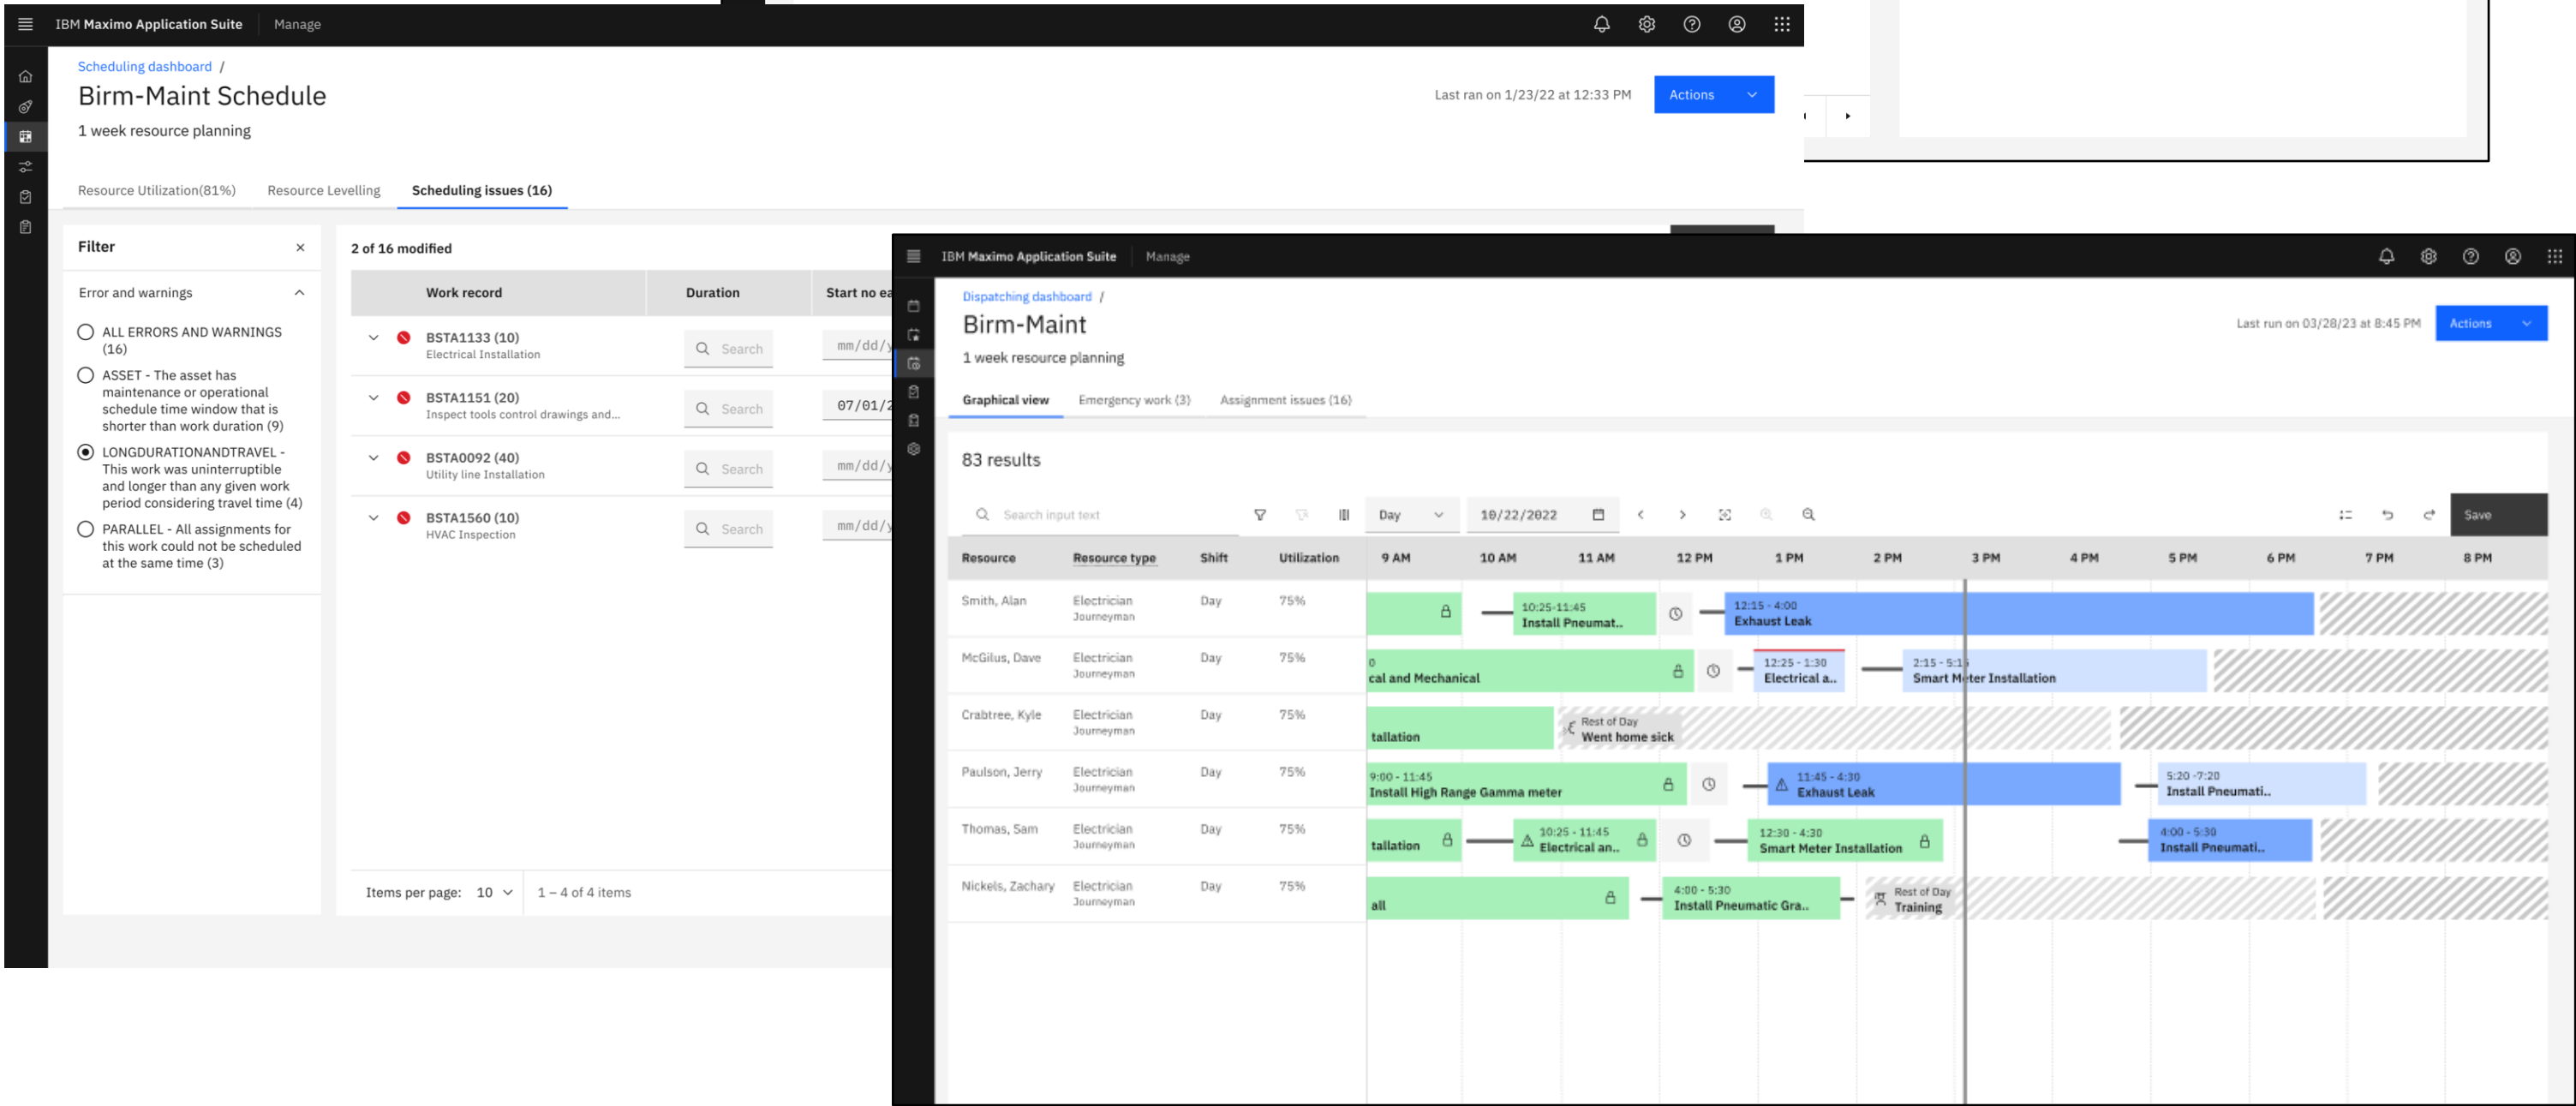 IBM Maximo Application Suite Manage
Scheduling dashboard /
Birm-Maint Schedule
1 week resource planning
Last ran on 1/23/22 at 12:33 PM
Actions
Resource Utilization(81%) Resource Levelling Scheduling issues (16)
Filter
Error and warnings
ALL ERRORS AND WARNINGS
(16)
ASSET - The asset has
maintenance or operational
schedule time window that is
shorter than work duration (9)
LONGDURATIONANDTRAVEL -
This work was uninterruptible
and longer than any given work
period considering travel time (4)
PARALLEL - All assignments for
this work could not be scheduled
at the same time (3)
2 of 16 modified
Work record Duration Start no ea
BSTA1133 (10)
Electrical Installation
Search mm/dd/y
BSTA1151 (20)
Inspect tools control drawings and...
Search 07/01/2
BSTA0092 (40)
Utility line Installation
Search mm/dd/y
BSTA1560 (10)
HVAC Inspection
Search mm/dd/y
Items per page: 10 1 – 4 of 4 items
IBM Maximo Application Suite Manage
Dispatching dashboard /
Birm-Maint
1 week resource planning
Last run on 03/28/23 at 8:45 PM
Actions
Graphical view Emergency work (3) Assignment issues (16)
83 results
Search input text Day 10/22/2022 Save
Resource Resource type Shift Utilization 9 AM 10 AM 11 AM 12 PM 1 PM 2 PM 3 PM 4 PM 5 PM 6 PM 7 PM 8 PM
Smith, Alan Electrician Journeyman Day 75%
10:25-11:45
Install Pneumat..
12:15 - 4:00
Exhaust Leak
McGilus, Dave Electrician Journeyman Day 75%
0
cal and Mechanical
12:25 - 1:30
Electrical a..
2:15 - 5:15
Smart Meter Installation
Crabtree, Kyle Electrician Journeyman Day 75%
tallation
Rest of Day
Went home sick
Paulson, Jerry Electrician Journeyman Day 75%
9:00 - 11:45
Install High Range Gamma meter
11:45 - 4:30
Exhaust Leak
5:20 -7:20
Install Pneumati..
Thomas, Sam Electrician Journeyman Day 75%
tallation
10:25 - 11:45
Electrical an..
12:30 - 4:30
Smart Meter Installation
4:00 - 5:30
Install Pneumati..
Nickels, Zachary Electrician Journeyman Day 75%
all
4:00 - 5:30
Install Pneumatic Gra..
Rest of Day
Training